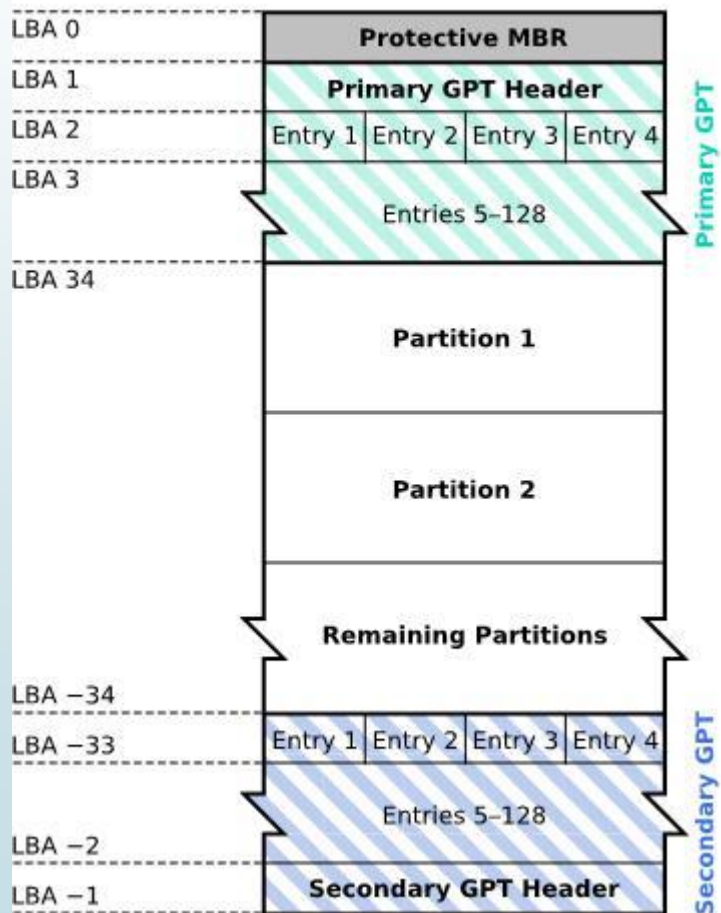 LBA 0
Protective MBR
LBA 1
Primary GPT Header
LBA 2
Entry 1 Entry 2 Entry 3 Entry 4
LBA 3
Entries 5–128
Primary GPT
LBA 34
Partition 1
Partition 2
Remaining Partitions
LBA −34
LBA −33
Entry 1 Entry 2 Entry 3 Entry 4
Entries 5–128
LBA −2
LBA −1
Secondary GPT Header
Secondary GPT